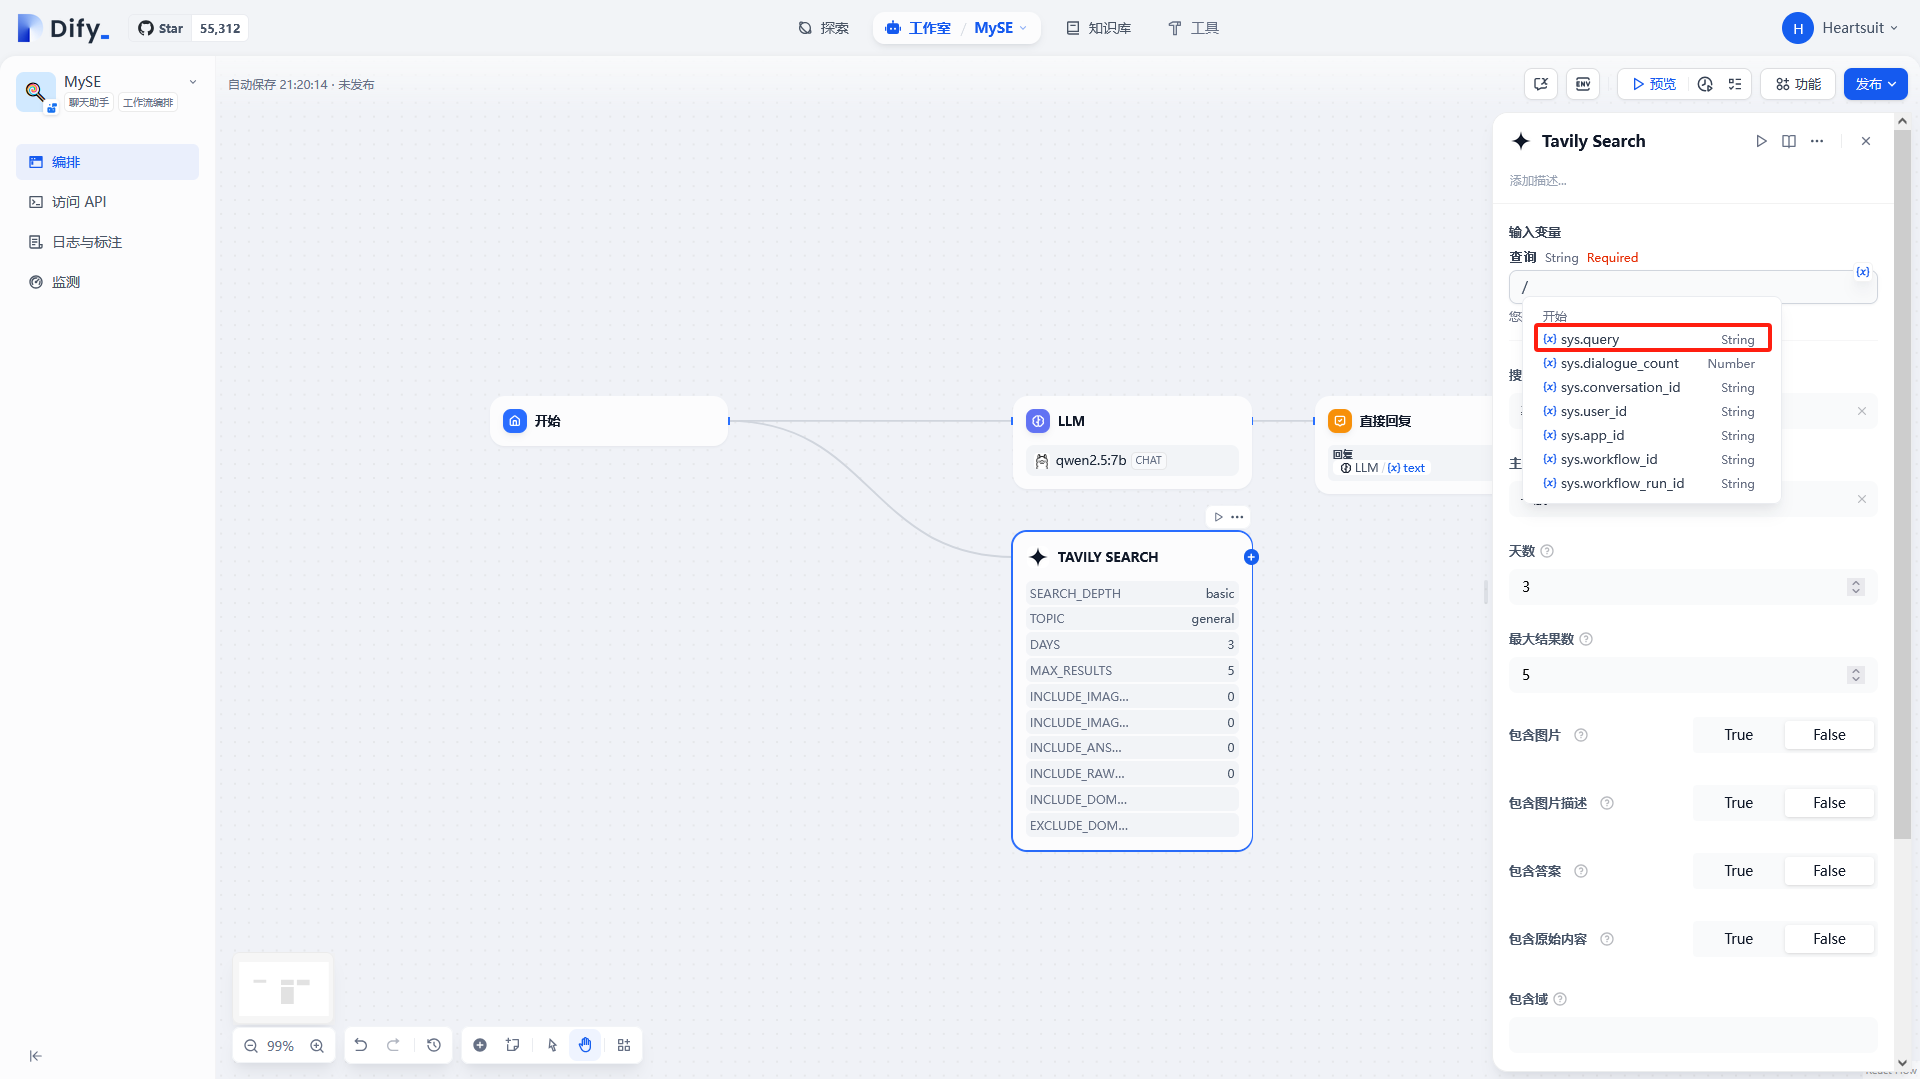 Dify_
Star 55,312
探索
工作室 / MySE
知识库
工具
H Heartsuit
MySE
聊天助手 工作流编排
编排
访问 API
日志与标注
监测
自动保存 21:20:14 · 未发布
ENV
预览
功能
发布
开始
LLM
qwen2.5:7b CHAT
直接回复
回复
LLM / {x} text
TAVILY SEARCH
SEARCH_DEPTH basic
TOPIC general
DAYS 3
MAX_RESULTS 5
INCLUDE_IMAG... 0
INCLUDE_IMAG... 0
INCLUDE_ANS... 0
INCLUDE_RAW... 0
INCLUDE_DOM...
EXCLUDE_DOM...
99%
Tavily Search
添加描述...
输入变量
查询 String Required
{x}
/
您
开始
{x} sys.query String
{x} sys.dialogue_count Number
{x} sys.conversation_id String
{x} sys.user_id String
{x} sys.app_id String
{x} sys.workflow_id String
{x} sys.workflow_run_id String
搜
主
天数
3
最大结果数
5
包含图片 True False
包含图片描述 True False
包含答案 True False
包含原始内容 True False
包含域